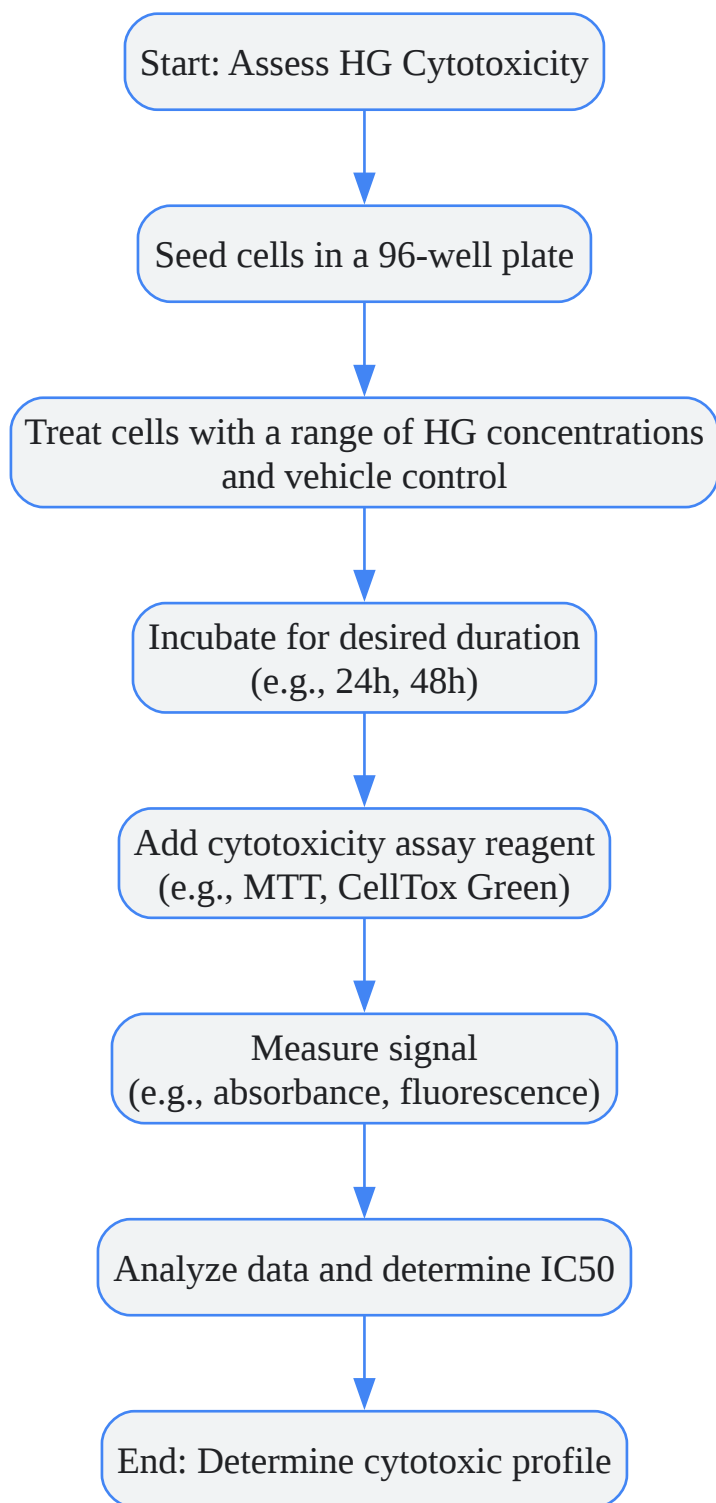 Start: Assess HG Cytotoxicity
Seed cells in a 96-well plate
Treat cells with a range of HG concentrations
and vehicle control
Incubate for desired duration
(e.g., 24h, 48h)
Add cytotoxicity assay reagent
(e.g., MTT, CellTox Green)
Measure signal
(e.g., absorbance, fluorescence)
Analyze data and determine IC50
End: Determine cytotoxic profile